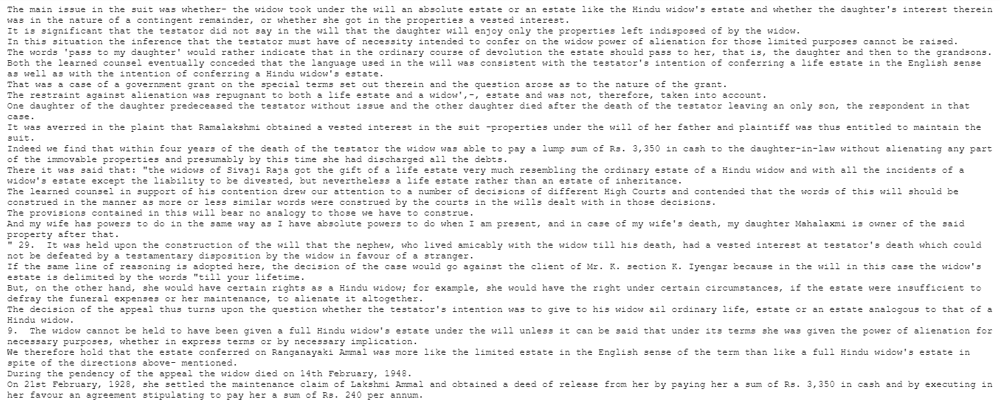 The main issue in the suit was whether- the widow took under the will an absolute estate or an estate like the Hindu widow's estate and whether the daughter's interest therein
was in the nature of a contingent remainder, or whether she got in the properties a vested interest.
It is significant that the testator did not say in the will that the daughter will enjoy only the properties left indisposed of by the widow.
In this situation the inference that the testator must have of necessity intended to confer on the widow power of alienation for those limited purposes cannot be raised.
The words 'pass to my daughter' would rather indicate that in the ordinary course of devolution the estate should pass to her, that is, the daughter and then to the grandsons.
Both the learned counsel eventually conceded that the language used in the will was consistent with the testator's intention of conferring a life estate in the English sense
as well as with the intention of conferring a Hindu widow's estate.
That was a case of a government grant on the special terms set out therein and the question arose as to the nature of the grant.
The restraint against alienation was repugnant to both a life estate and a widow',-, estate and was not, therefore, taken into account.
One daughter of the daughter predeceased the testator without issue and the other daughter died after the death of the testator leaving an only son, the respondent in that
case.
It was averred in the plaint that Ramalakshmi obtained a vested interest in the suit -properties under the will of her father and plaintiff was thus entitled to maintain the
suit.
Indeed we find that within four years of the death of the testator the widow was able to pay a lump sum of Rs. 3,350 in cash to the daughter-in-law without alienating any part
of the immovable properties and presumably by this time she had discharged all the debts.
There it was said that: "the widows of Sivaji Raja got the gift of a life estate very much resembling the ordinary estate of a Hindu widow and with all the incidents of a
widow's estate except the liability to be divested, but nevertheless a life estate rather than an estate of inheritance.
The learned counsel in support of his contention drew our attention to a number of decisions of different High Courts and contended that the words of this will should be
construed in the manner as more or less similar words were construed by the courts in the wills dealt with in those decisions.
The provisions contained in this will bear no analogy to those we have to construe.
And my wife has powers to do in the same way as I have absolute powers to do when I am present, and in case of my wife's death, my daughter Mahalaxmi is owner of the said
property after that.
" 29.  It was held upon the construction of the will that the nephew, who lived amicably with the widow till his death, had a vested interest at testator's death which could
not be defeated by a testamentary disposition by the widow in favour of a stranger.
If the same line of reasoning is adopted here, the decision of the case would go against the client of Mr. K. section K. Iyengar because in the will in this case the widow's
estate is delimited by the words "till your lifetime.
But, on the other hand, she would have certain rights as a Hindu widow; for example, she would have the right under certain circumstances, if the estate were insufficient to
defray the funeral expenses or her maintenance, to alienate it altogether.
The decision of the appeal thus turns upon the question whether the testator's intention was to give to his widow ail ordinary life, estate or an estate analogous to that of a
Hindu widow.
9.  The widow cannot be held to have been given a full Hindu widow's estate under the will unless it can be said that under its terms she was given the power of alienation for
necessary purposes, whether in express terms or by necessary implication.
We therefore hold that the estate conferred on Ranganayaki Ammal was more like the limited estate in the English sense of the term than like a full Hindu widow's estate in
spite of the directions above- mentioned.
During the pendency of the appeal the widow died on 14th February, 1948.
On 21st February, 1928, she settled the maintenance claim of Lakshmi Ammal and obtained a deed of release from her by paying her a sum of Rs. 3,350 in cash and by executing in
her favour an agreement stipulating to pay her a sum of Rs. 240 per annum.